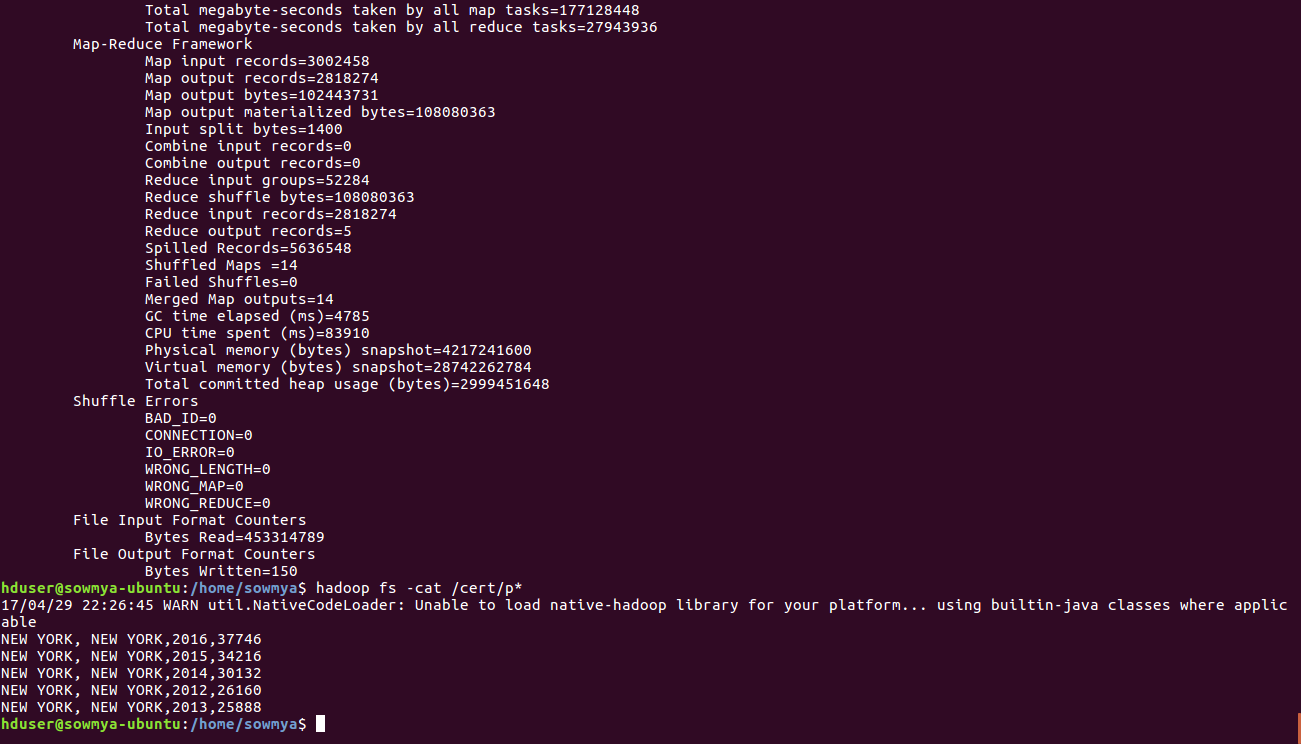 Total megabyte-seconds taken by all map tasks=177128448
Total megabyte-seconds taken by all reduce tasks=27943936
Map-Reduce Framework
Map input records=3002458
Map output records=2818274
Map output bytes=102443731
Map output materialized bytes=108080363
Input split bytes=1400
Combine input records=0
Combine output records=0
Reduce input groups=52284
Reduce shuffle bytes=108080363
Reduce input records=2818274
Reduce output records=5
Spilled Records=5636548
Shuffled Maps =14
Failed Shuffles=0
Merged Map outputs=14
GC time elapsed (ms)=4785
CPU time spent (ms)=83910
Physical memory (bytes) snapshot=4217241600
Virtual memory (bytes) snapshot=28742262784
Total committed heap usage (bytes)=2999451648
Shuffle Errors
BAD_ID=0
CONNECTION=0
IO_ERROR=0
WRONG_LENGTH=0
WRONG_MAP=0
WRONG_REDUCE=0
File Input Format Counters
Bytes Read=453314789
File Output Format Counters
Bytes Written=150
hduser@sowmya-ubuntu:/home/sowmya$ hadoop fs -cat /cert/p*
17/04/29 22:26:45 WARN util.NativeCodeLoader: Unable to load native-hadoop library for your platform... using builtin-java classes where applic
able
NEW YORK, NEW YORK,2016,37746
NEW YORK, NEW YORK,2015,34216
NEW YORK, NEW YORK,2014,30132
NEW YORK, NEW YORK,2012,26160
NEW YORK, NEW YORK,2013,25888
hduser@sowmya-ubuntu:/home/sowmya$